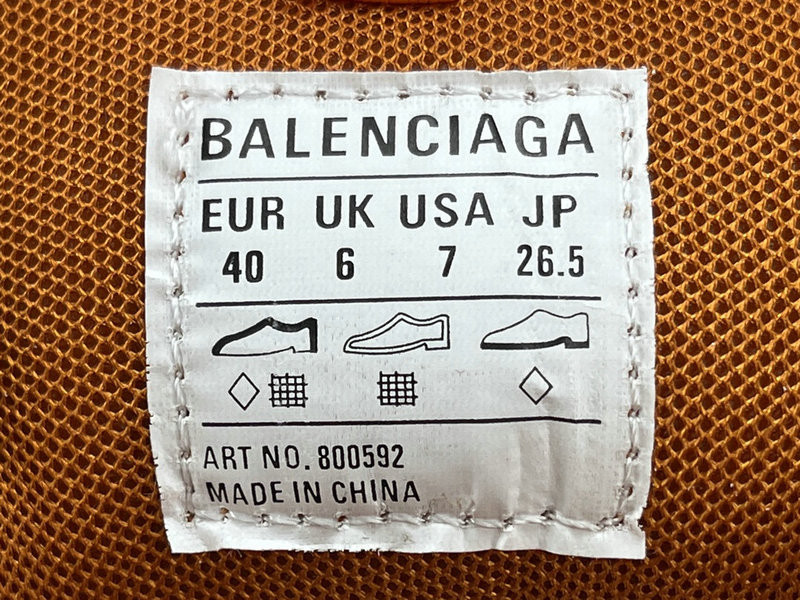 BALENCIAGA
EUR UK USA JP
40 6 7 26.5
ART NO. 800592
MADE IN CHINA